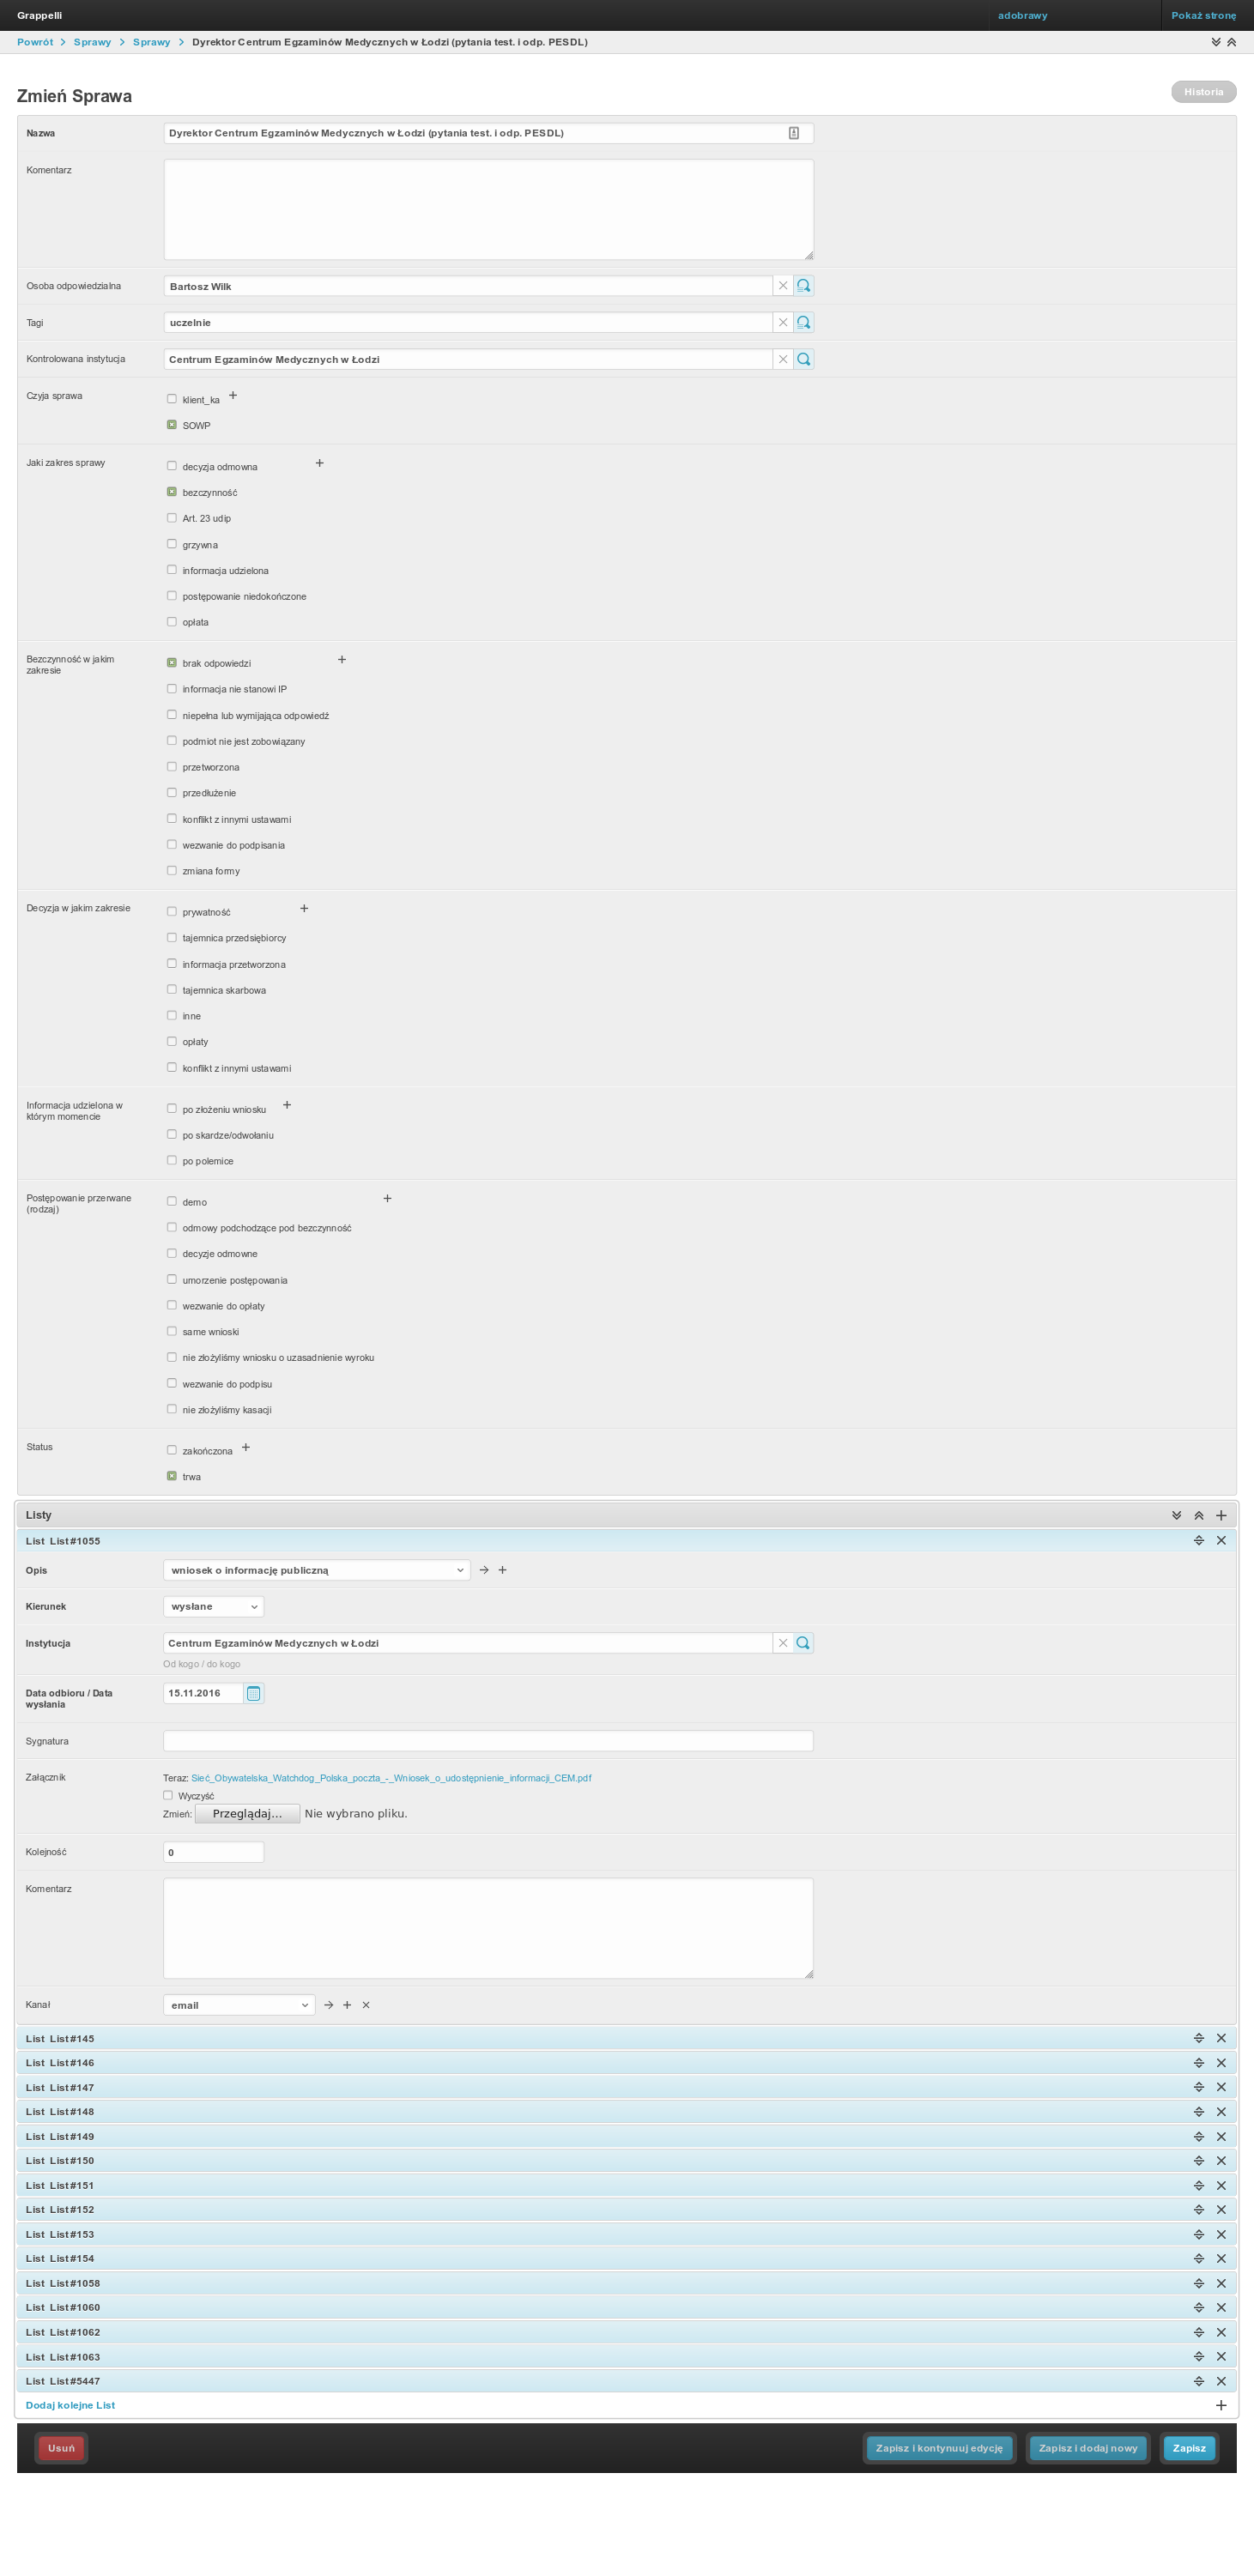 Grappelli
adobrawy
Pokaż stronę
Powrót > Sprawy > Sprawy > Dyrektor Centrum Egzaminów Medycznych w Łodzi (pytania test. i odp. PESDL)
Zmień Sprawa
Historia
Nazwa
Dyrektor Centrum Egzaminów Medycznych w Łodzi (pytania test. i odp. PESDL)
Komentarz
Osoba odpowiedzialna
Bartosz Wilk
Tagi
uczelnie
Kontrolowana instytucja
Centrum Egzaminów Medycznych w Łodzi
Czyja sprawa
klient_ka
SOWP
Jaki zakres sprawy
decyzja odmowna
bezczynność
Art. 23 udip
grzywna
informacja udzielona
postępowanie niedokończone
opłata
Bezczynność w jakim
zakresie
brak odpowiedzi
informacja nie stanowi IP
niepełna lub wymijająca odpowiedź
podmiot nie jest zobowiązany
przetworzona
przedłużenie
konflikt z innymi ustawami
wezwanie do podpisania
zmiana formy
Decyzja w jakim zakresie
prywatność
tajemnica przedsiębiorcy
informacja przetworzona
tajemnica skarbowa
inne
opłaty
konflikt z innymi ustawami
Informacja udzielona w
którym momencie
po złożeniu wniosku
po skardze/odwołaniu
po polemice
Postępowanie przerwane
(rodzaj)
demo
odmowy podchodzące pod bezczynność
decyzje odmowne
umorzenie postępowania
wezwanie do opłaty
same wnioski
nie złożyliśmy wniosku o uzasadnienie wyroku
wezwanie do podpisu
nie złożyliśmy kasacji
Status
zakończona
trwa
Listy
List List#1055
Opis
wniosek o informację publiczną
Kierunek
wysłane
Instytucja
Centrum Egzaminów Medycznych w Łodzi
Od kogo / do kogo
Data odbioru / Data
wysłania
15.11.2016
Sygnatura
Załącznik
Teraz: Sieć_Obywatelska_Watchdog_Polska_poczta_-_Wniosek_o_udostępnienie_informacji_CEM.pdf
Wyczyść
Zmień: Przeglądaj... Nie wybrano pliku.
Kolejność
0
Komentarz
Kanał
email
List List#145
List List#146
List List#147
List List#148
List List#149
List List#150
List List#151
List List#152
List List#153
List List#154
List List#1058
List List#1060
List List#1062
List List#1063
List List#5447
Dodaj kolejne List
Usuń
Zapisz i kontynuuj edycję
Zapisz i dodaj nowy
Zapisz